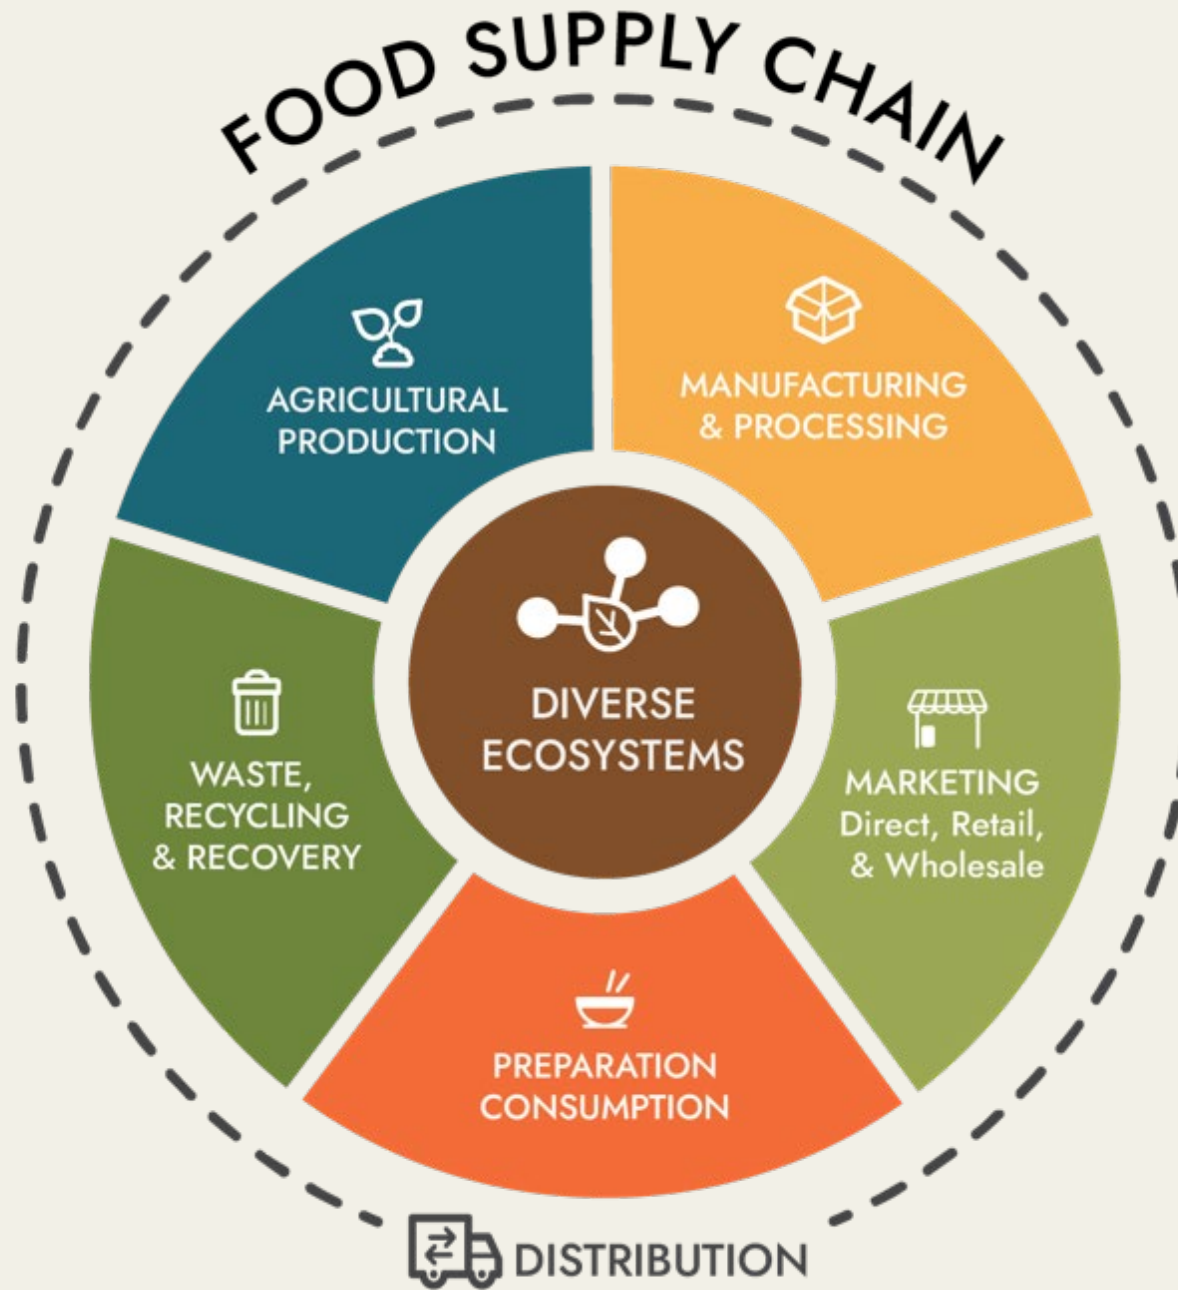 FOOD SUPPLY CHAIN
AGRICULTURAL
PRODUCTION
MANUFACTURING
& PROCESSING
DIVERSE
ECOSYSTEMS
WASTE,
RECYCLING
& RECOVERY
MARKETING
Direct, Retail,
& Wholesale
PREPARATION
CONSUMPTION
DISTRIBUTION